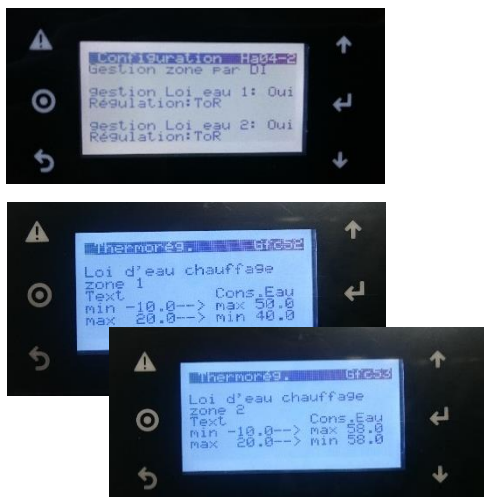 Configuration Ha04-2
Gestion zone par DI
gestion Loi eau 1: Oui
Régulation:ToR
gestion Loi eau 2: Oui
Régulation:ToR
Thermorég. Gfc52
Loi d'eau chauffage
zone 1
Text Cons.Eau
min -10.0--> max 50.0
max 20.0--> min 40.0
Thermorég. Gfc53
Loi d'eau chauffage
zone 2
Text Cons.Eau
min -10.0--> max 58.0
max 20.0--> min 58.0